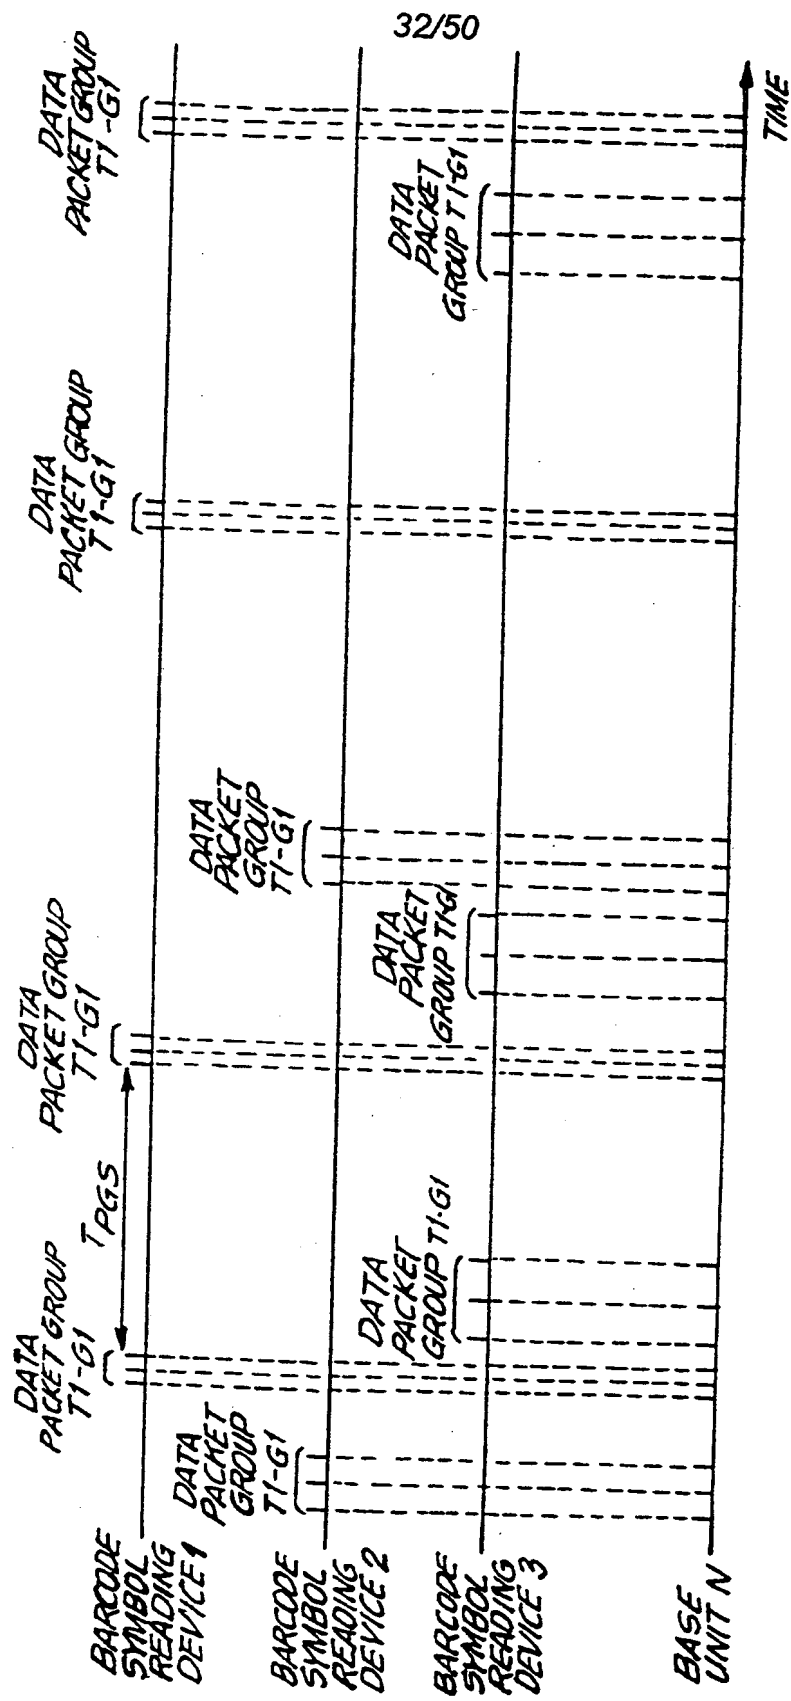 32/50
BARCODE
SYMBOL
READING
DEVICE 1
DATA
PACKET GROUP
T1-G1
TPGS
DATA
PACKET GROUP
T1-G1
DATA
PACKET GROUP
T1-G1
DATA
PACKET GROUP
T1-G1
BARCODE
SYMBOL
READING
DEVICE 2
DATA
PACKET
GROUP
T1-G1
DATA
PACKET
GROUP
T1-G1
BARCODE
SYMBOL
READING
DEVICE 3
DATA
PACKET
GROUP T1-G1
DATA
PACKET
GROUP T1-G1
DATA
PACKET
GROUP T1-G1
BASE
UNIT N
TIME